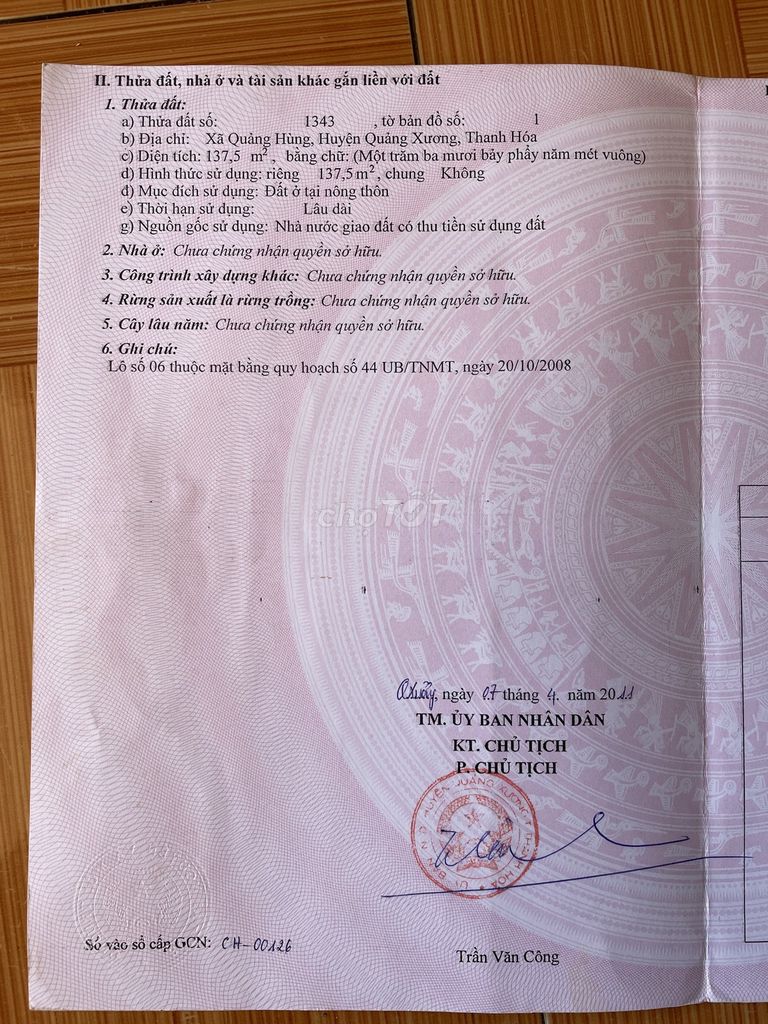 II. Thửa đất, nhà ở và tài sản khác gắn liền với đất
1. Thửa đất:
a) Thửa đất số: 1343 , tờ bản đồ số: 1
b) Địa chỉ: Xã Quảng Hùng, Huyện Quảng Xương, Thanh Hóa
c) Diện tích: 137,5 m², bằng chữ: (Một trăm ba mươi bảy phẩy năm mét vuông)
d) Hình thức sử dụng: riêng 137,5 m², chung Không
đ) Mục đích sử dụng: Đất ở tại nông thôn
e) Thời hạn sử dụng: Lâu dài
g) Nguồn gốc sử dụng: Nhà nước giao đất có thu tiền sử dụng đất
2. Nhà ở: Chưa chứng nhận quyền sở hữu.
3. Công trình xây dựng khác: Chưa chứng nhận quyền sở hữu.
4. Rừng sản xuất là rừng trồng: Chưa chứng nhận quyền sở hữu.
5. Cây lâu năm: Chưa chứng nhận quyền sở hữu.
6. Ghi chú:
Lô số 06 thuộc mặt bằng quy hoạch số 44 UB/TNMT, ngày 20/10/2008
chợTỐT
ngày 07 tháng 4. năm 2011
TM. ỦY BAN NHÂN DÂN
KT. CHỦ TỊCH
P. CHỦ TỊCH
ỦY BAN N.D HUYỆN QUẢNG XƯƠNG T.THANH HÓA
Số vào sổ cấp GCN: CH-00126
Trần Văn Công